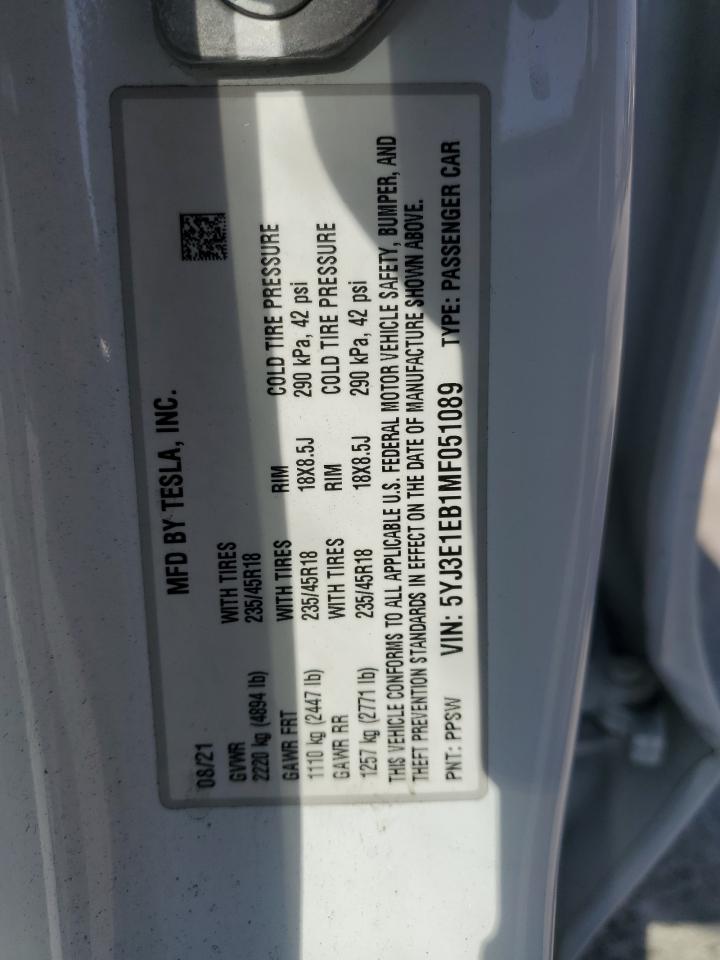 MFD BY TESLA, INC.
08/21
GVWR WITH TIRES
2220 kg (4894 lb) 235/45R18
GAWR FRT WITH TIRES RIM COLD TIRE PRESSURE
1110 kg (2447 lb) 235/45R18 18X8.5J 290 kPa, 42 psi
GAWR RR WITH TIRES RIM COLD TIRE PRESSURE
1257 kg (2771 lb) 235/45R18 18X8.5J 290 kPa, 42 psi
THIS VEHICLE CONFORMS TO ALL APPLICABLE U.S. FEDERAL MOTOR VEHICLE SAFETY, BUMPER, AND
THEFT PREVENTION STANDARDS IN EFFECT ON THE DATE OF MANUFACTURE SHOWN ABOVE.
PNT: PPSW VIN: 5YJ3E1EB1MF051089 TYPE: PASSENGER CAR